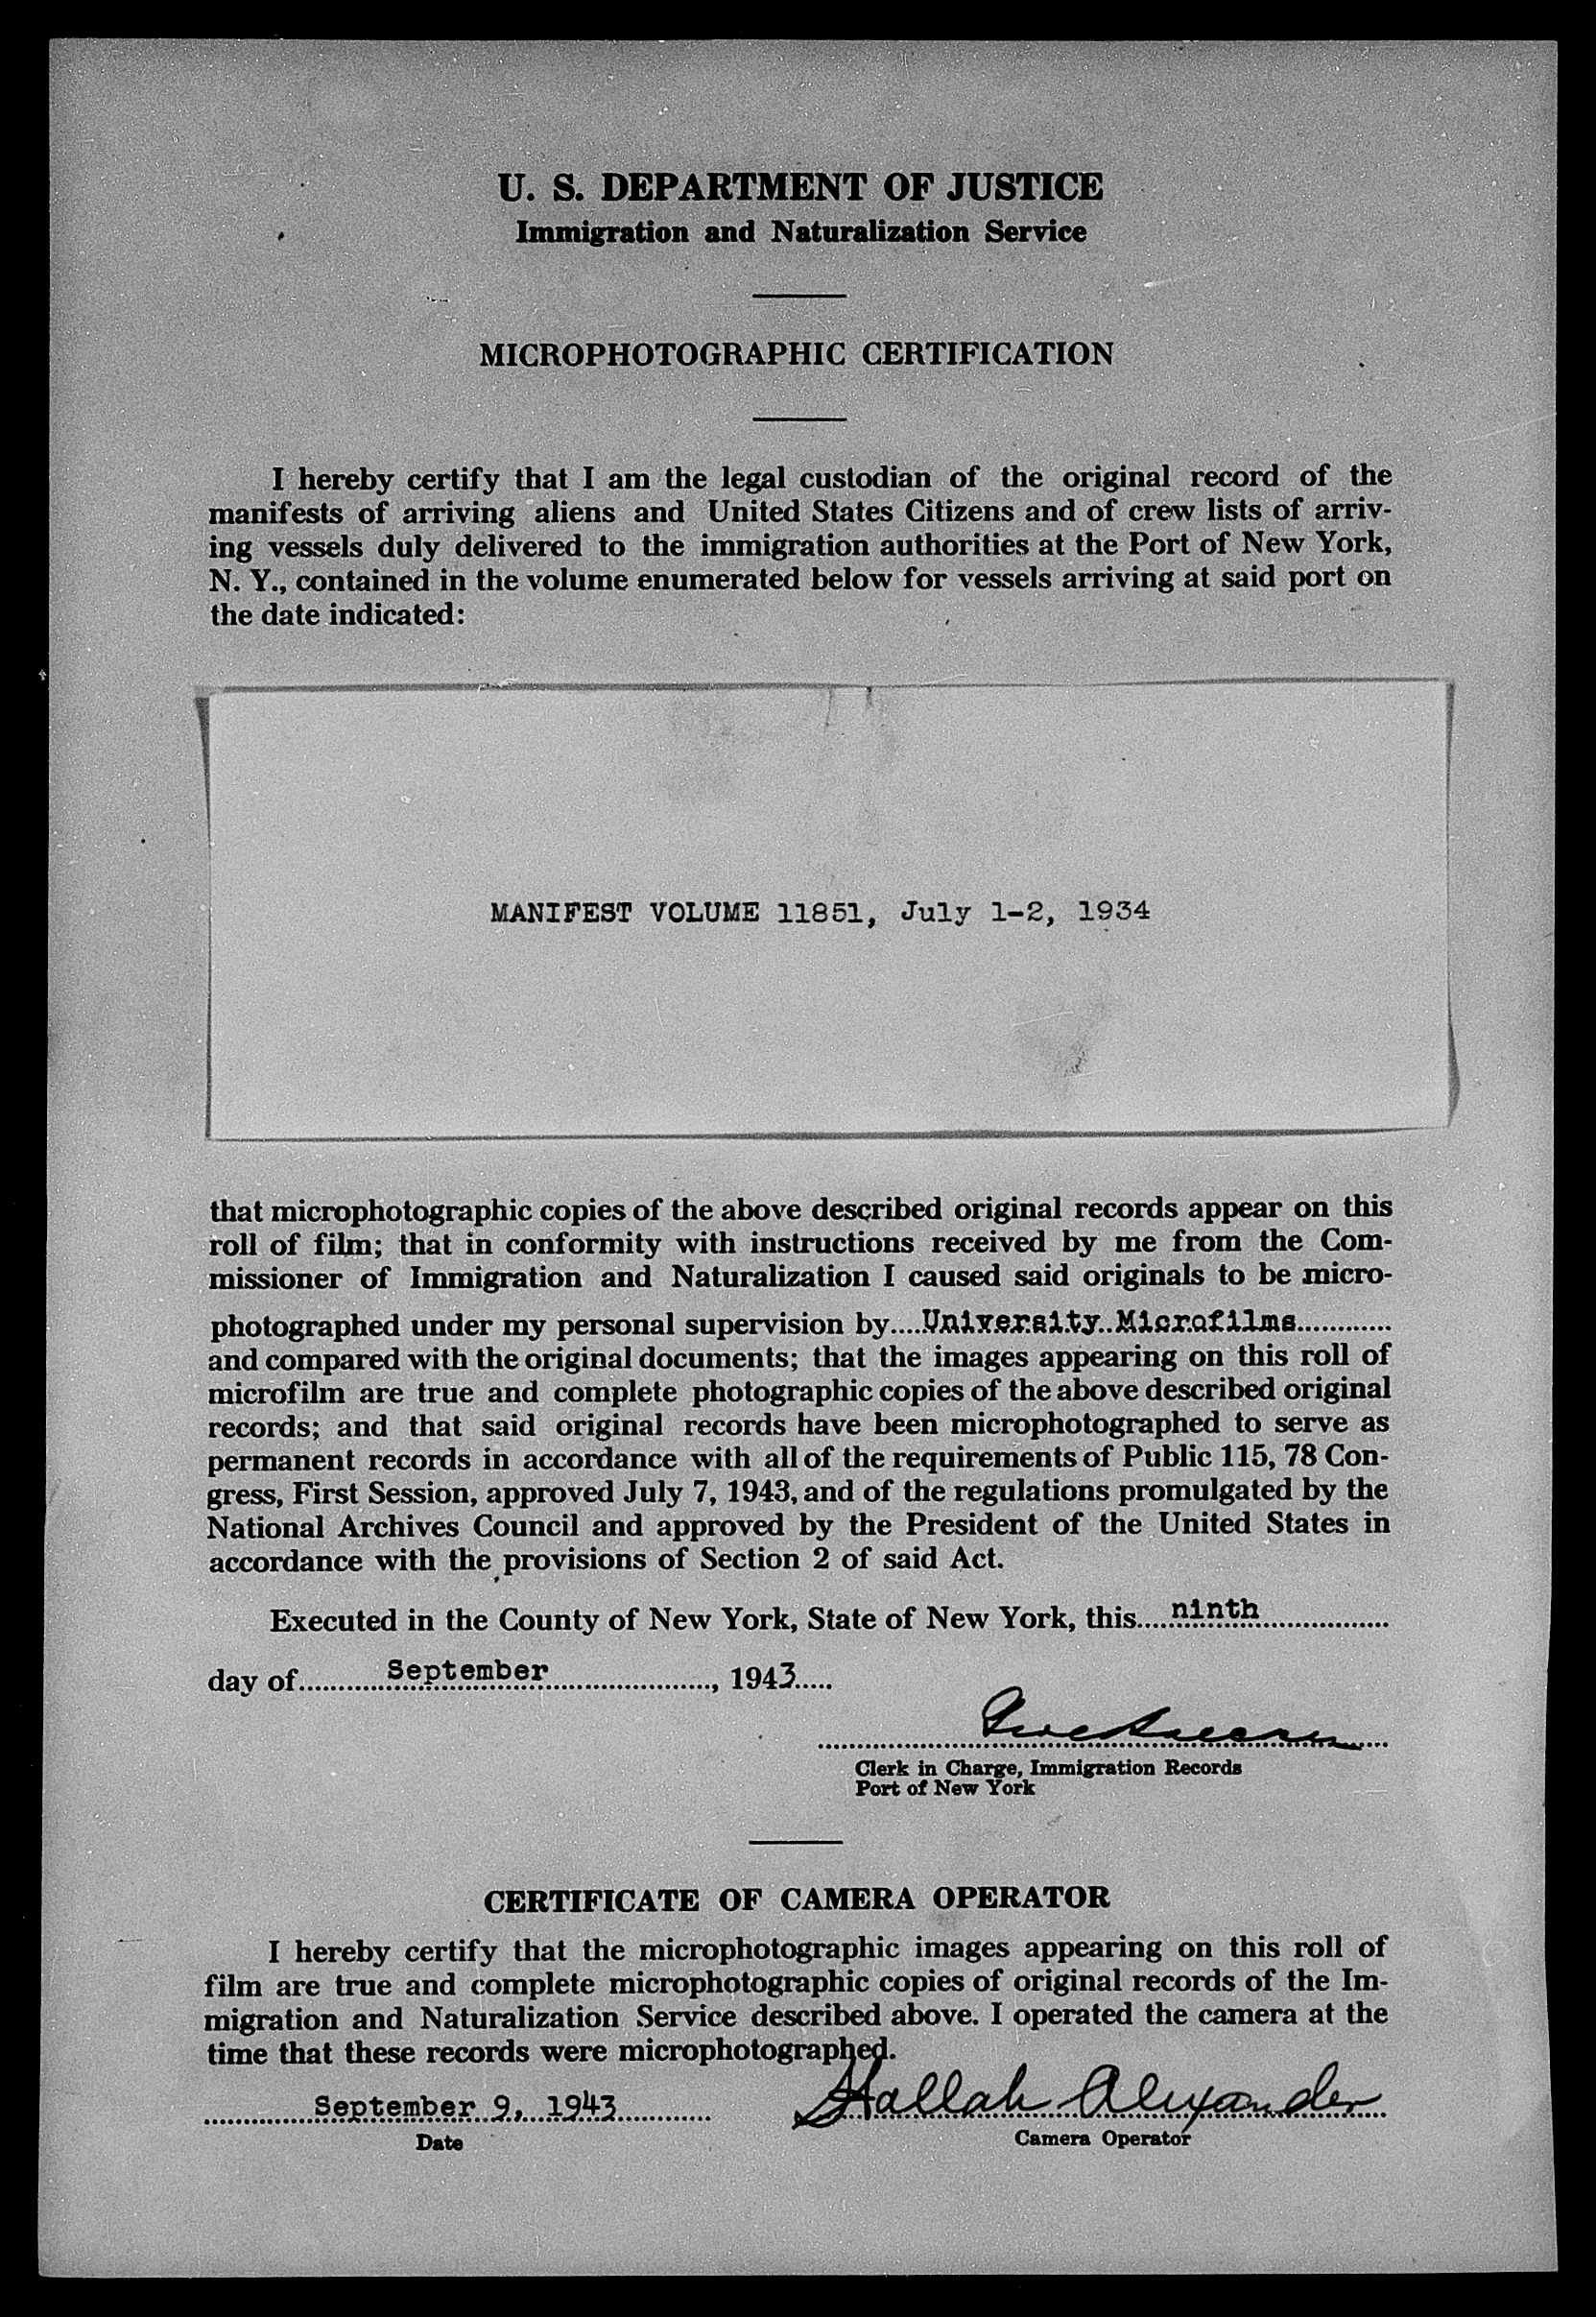 U. S. DEPARTMENT OF JUSTICE
Immigration and Naturalization Service
MICROPHOTOGRAPHIC CERTIFICATION
I hereby certify that I am the legal custodian of the original record of the
manifests of arriving aliens and United States Citizens and of crew lists of arriv-
ing vessels duly delivered to the immigration authorities at the Port of New York,
N. Y., contained in the volume enumerated below for vessels arriving at said port on
the date indicated:
MANIFEST VOLUME 11851, July 1-2, 1934
that microphotographic copies of the above described original records appear on this
roll of film; that in conformity with instructions received by me from the Com-
missioner of Immigration and Naturalization I caused said originals to be micro-
photographed under my personal supervision by....University Microfilms............
and compared with the original documents; that the images appearing on this roll of
microfilm are true and complete photographic copies of the above described original
records; and that said original records have been microphotographed to serve as
permanent records in accordance with all of the requirements of Public 115, 78 Con-
gress, First Session, approved July 7, 1943, and of the regulations promulgated by the
National Archives Council and approved by the President of the United States in
accordance with the provisions of Section 2 of said Act.
Executed in the County of New York, State of New York, this....ninth................
day of............September......................, 1943.....
Clerk in Charge, Immigration Records
Port of New York
CERTIFICATE OF CAMERA OPERATOR
I hereby certify that the microphotographic images appearing on this roll of
film are true and complete microphotographic copies of original records of the Im-
migration and Naturalization Service described above. I operated the camera at the
time that these records were microphotographed.
September 9, 1943 Hallah Alexander
Date Camera Operator